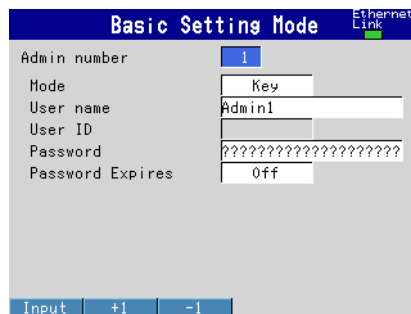 Basic Setting Mode
Ethernet
Link
Admin number 1
Mode Key
User name Admin1
User ID
Password ????????????????????
Password Expires Off
Input +1 -1